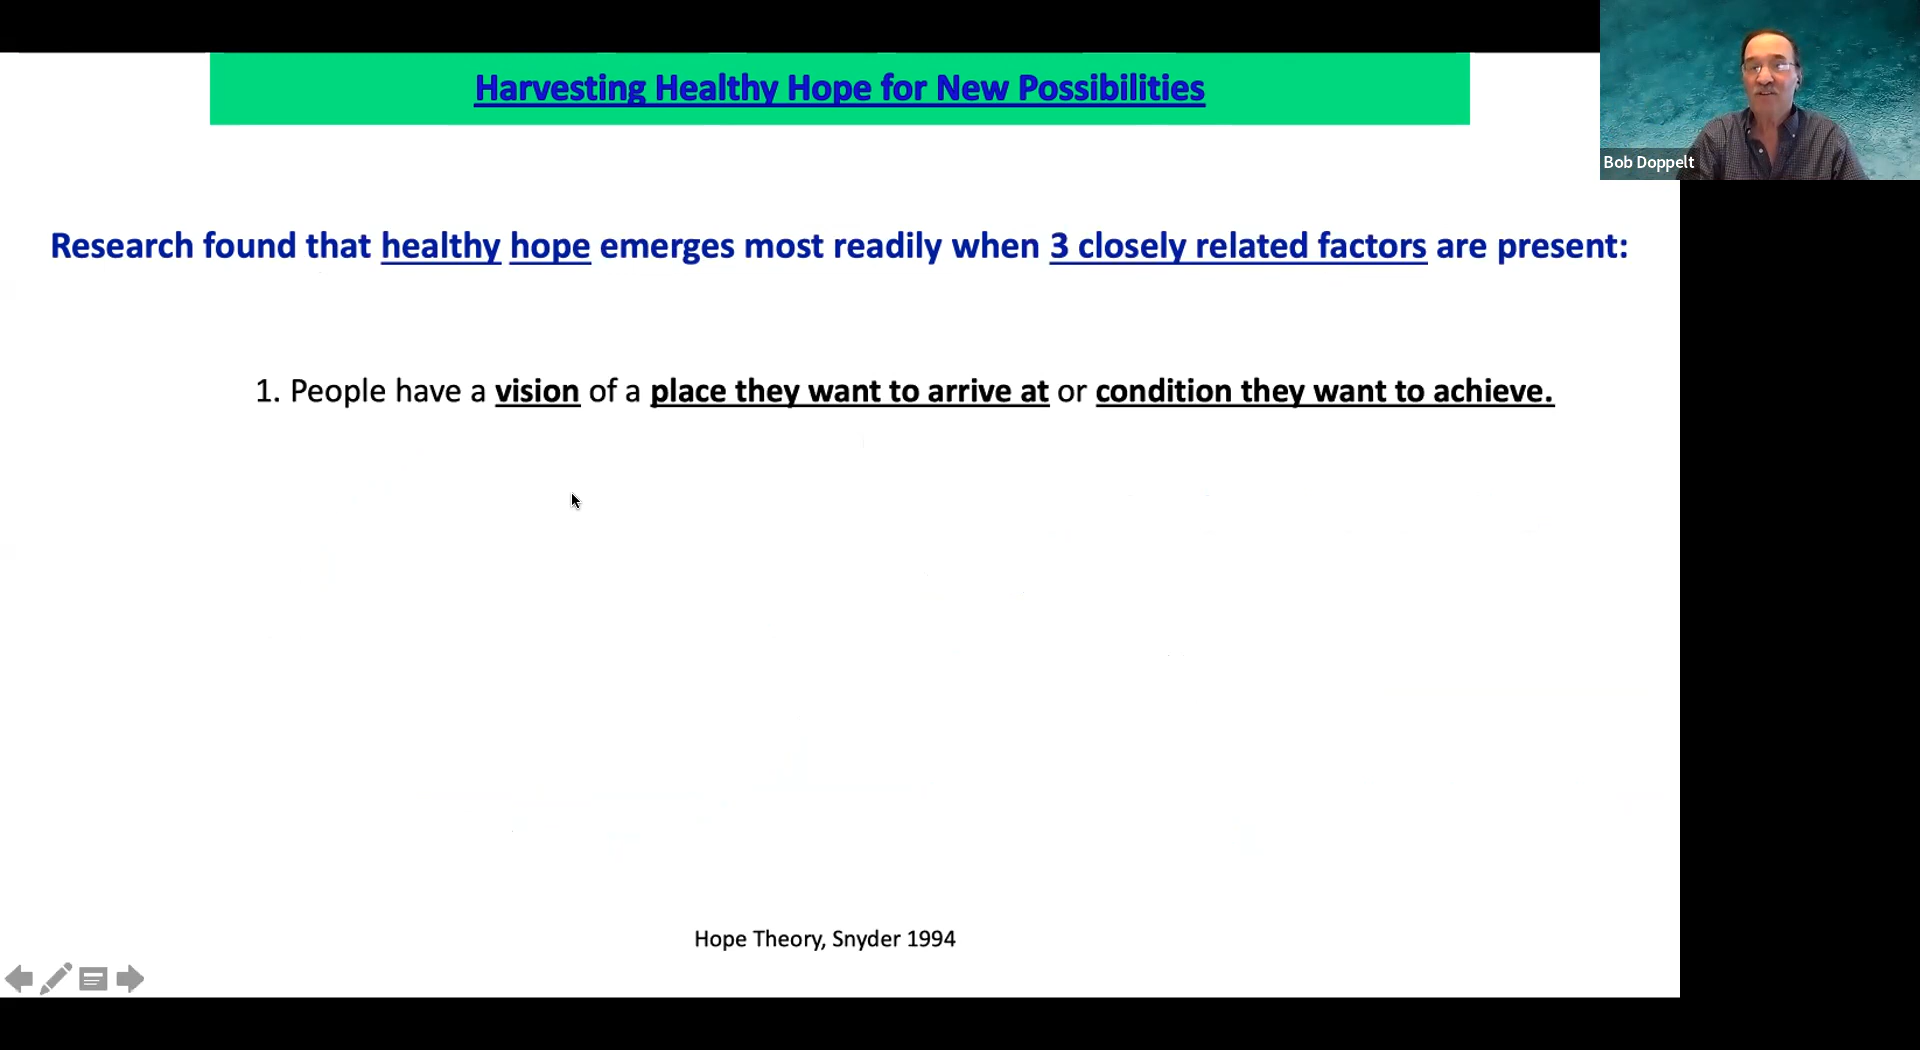 Harvesting Healthy Hope for New Possibilities
Bob Doppelt
Research found that healthy hope emerges most readily when 3 closely related factors are present:
1. People have a vision of a place they want to arrive at or condition they want to achieve.
Hope Theory, Snyder 1994